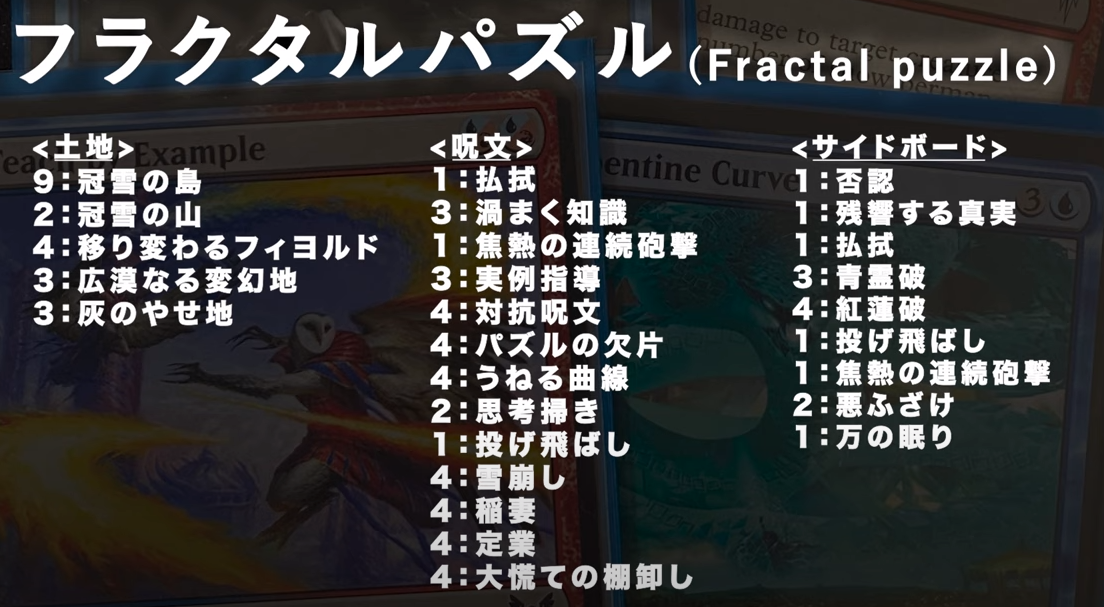 フラクタルパズル(Fractal puzzle)
damage to target
<土地>
9:冠雪の島
2:冠雪の山
4:移り変わるフィヨルド
3:広漠なる変幻地
3:灰のやせ地
<呪文>
1:払拭
3:渦まく知識
1:焦熱の連続砲撃
3:実例指導
4:対抗呪文
4:パズルの欠片
4:うねる曲線
2:思考掃き
1:投げ飛ばし
4:雪崩し
4:稲妻
4:定業
4:大慌ての棚卸し
<サイドボード>
1:否認
1:残響する真実
1:払拭
3:青霊破
4:紅蓮破
1:投げ飛ばし
1:焦熱の連続砲撃
2:悪ふざけ
1:万の眠り
Example
entine Curve
3